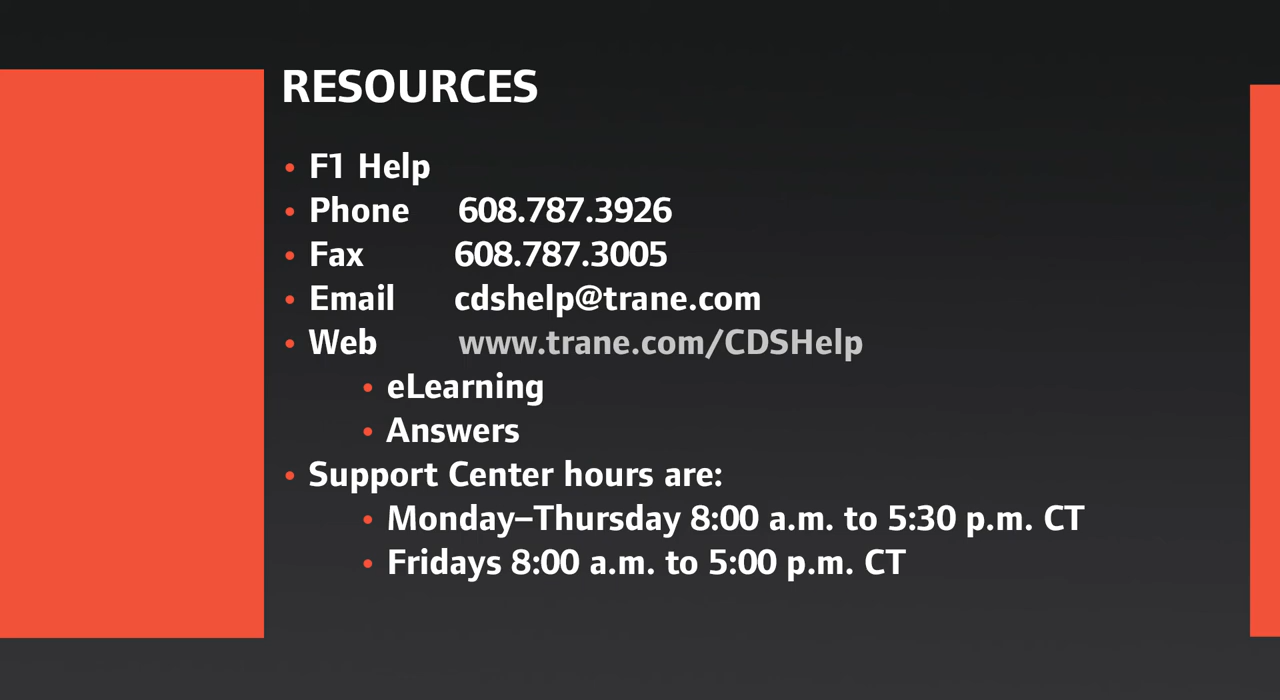 RESOURCES
• F1 Help
• Phone 608.787.3926
• Fax 608.787.3005
• Email cdshelp@trane.com
• Web www.trane.com/CDSHelp
• eLearning
• Answers
• Support Center hours are:
• Monday–Thursday 8:00 a.m. to 5:30 p.m. CT
• Fridays 8:00 a.m. to 5:00 p.m. CT